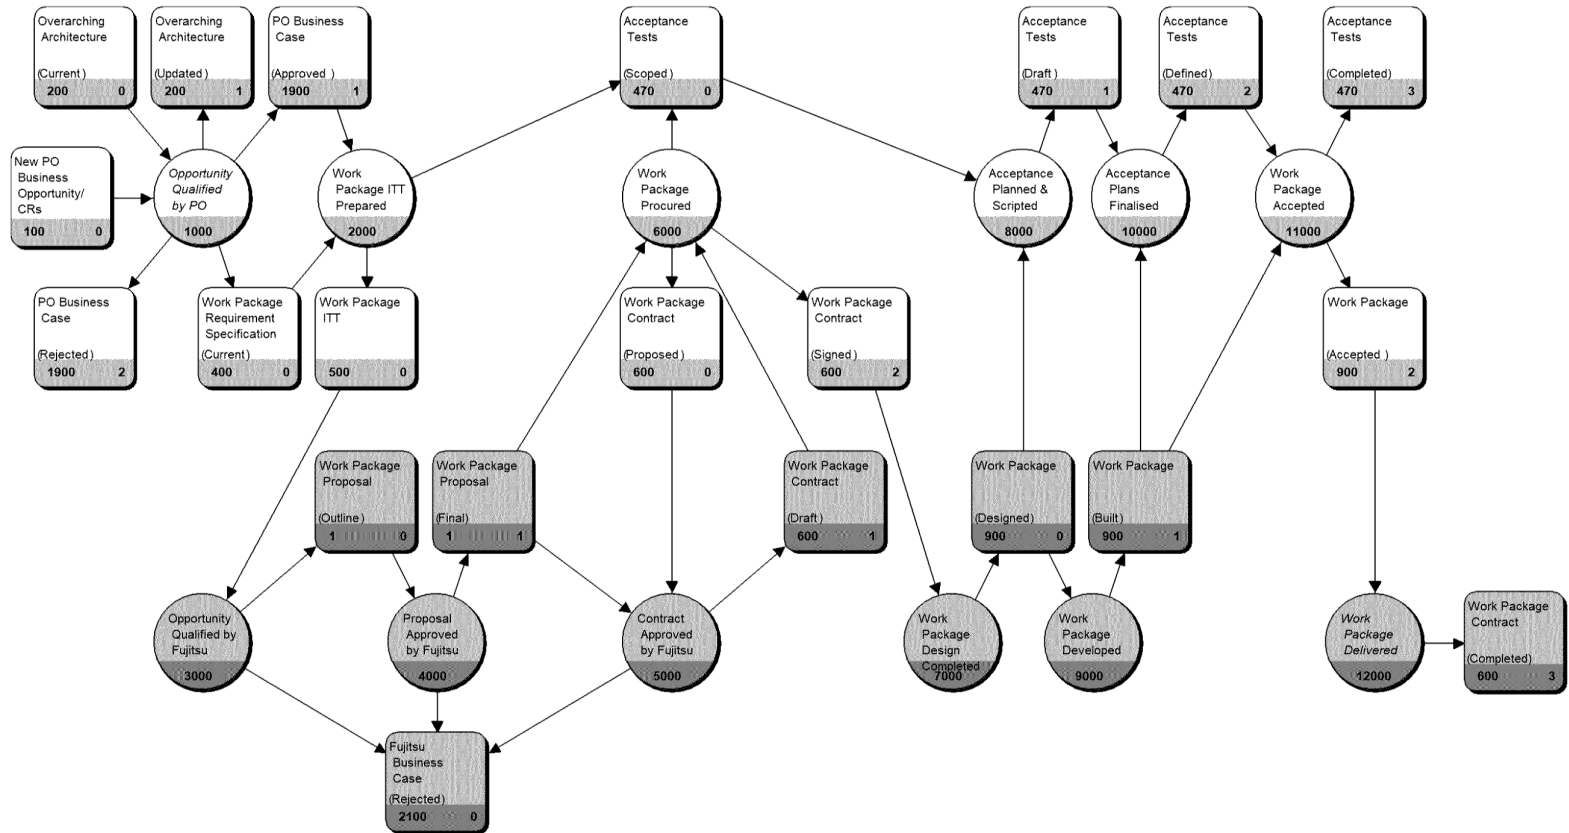 Overarching
Architecture
(Current)
200 0
Overarching
Architecture
(Updated)
200 1
PO Business
Case
(Approved )
1900 1
Acceptance
Tests
(Scoped)
470 0
Acceptance
Tests
(Draft)
470 1
Acceptance
Tests
(Defined)
470 2
Acceptance
Tests
(Completed)
470 3
New PO
Business
Opportunity/
CRs
100 0
Opportunity
Qualified
by PO
1000
Work
Package ITT
Prepared
2000
Work
Package
Procured
6000
Acceptance
Planned &
Scripted
8000
Acceptance
Plans
Finalised
10000
Work
Package
Accepted
11000
PO Business
Case
(Rejected)
1900 2
Work Package
Requirement
Specification
(Current)
400 0
Work Package
ITT
500 0
Work Package
Contract
(Proposed)
600 0
Work Package
Contract
(Signed)
600 2
Work Package
(Accepted )
900 2
Work Package
Proposal
(Outline)
1 0
Work Package
Proposal
(Final)
1 1
Work Package
Contract
(Draft)
600 1
Work Package
(Designed)
900 0
Work Package
(Built)
900 1
Opportunity
Qualified by
Fujitsu
3000
Proposal
Approved
by Fujitsu
4000
Contract
Approved
by Fujitsu
5000
Work
Package
Design
Completed
7000
Work
Package
Developed
9000
Work
Package
Delivered
12000
Work Package
Contract
(Completed)
600 3
Fujitsu
Business
Case
(Rejected)
2100 0